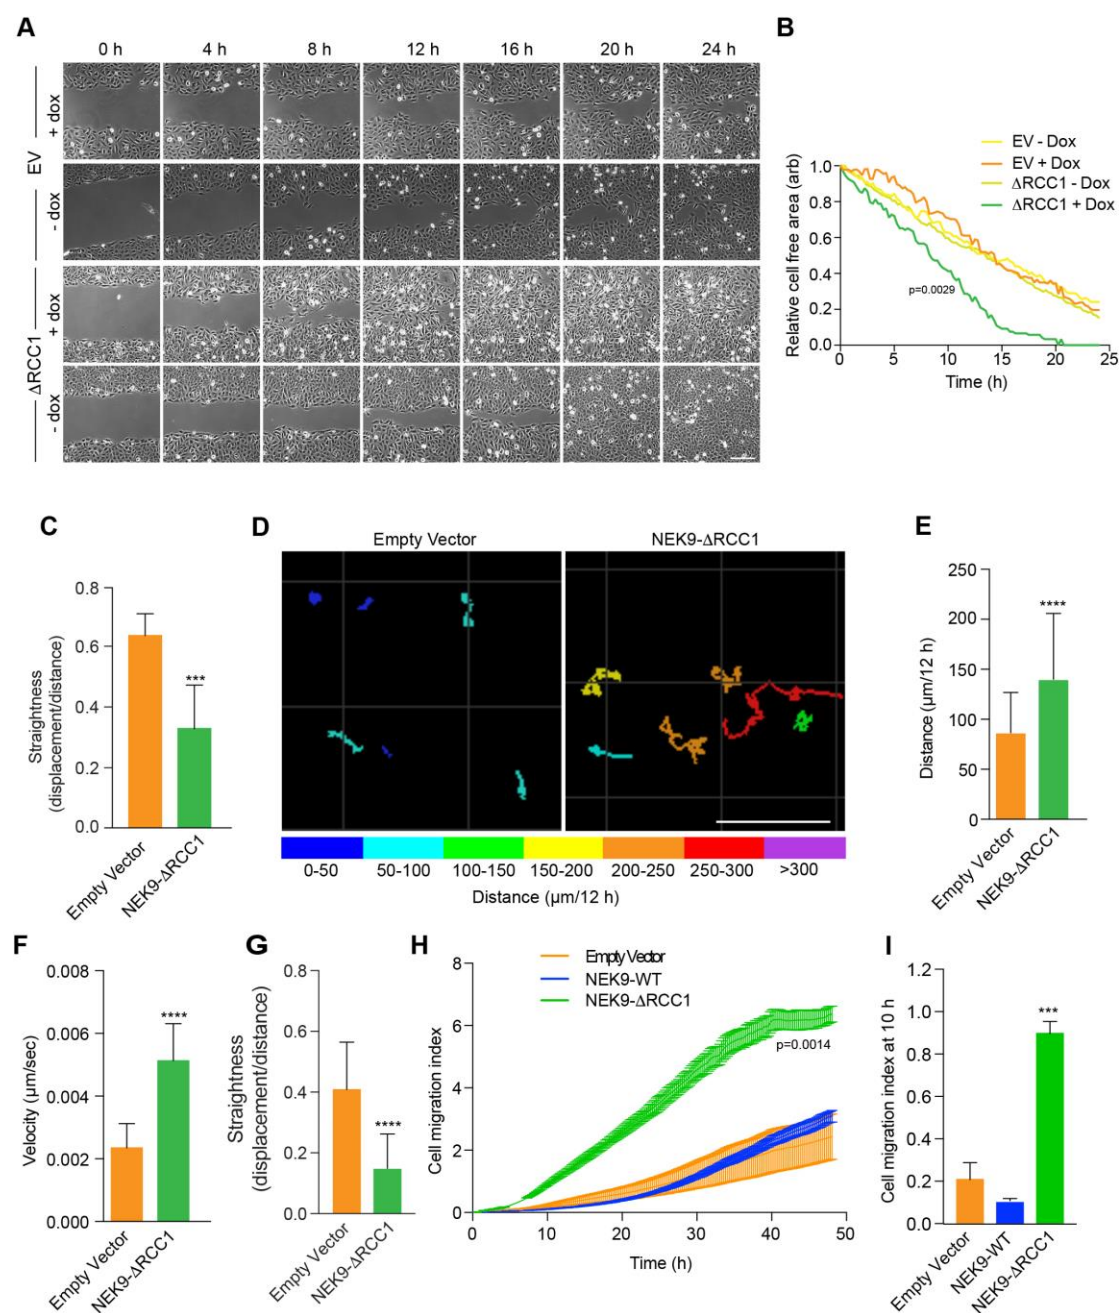 A
0 h 4 h 8 h 12 h 16 h 20 h 24 h
EV
+ dox
- dox
ΔRCC1
+ dox
- dox
B
EV - Dox
EV + Dox
ΔRCC1 - Dox
ΔRCC1 + Dox
Relative cell free area (arb)
1.0
0.8
0.6
0.4
0.2
0.0
p=0.0029
0 5 10 15 20 25
Time (h)
C
Straightness
(displacement/distance)
0.8
0.6
0.4
0.2
0.0
***
Empty Vector
NEK9-ΔRCC1
D
Empty Vector NEK9-ΔRCC1
0-50 50-100 100-150 150-200 200-250 250-300 >300
Distance (µm/12 h)
E
Distance (µm/12 h)
250
200
150
100
50
0
****
Empty Vector
NEK9-ΔRCC1
F
Velocity (µm/sec)
0.008
0.006
0.004
0.002
0.000
****
Empty Vector
NEK9-ΔRCC1
G
Straightness
(displacement/distance)
0.8
0.6
0.4
0.2
0.0
****
Empty Vector
NEK9-ΔRCC1
H
Empty Vector
NEK9-WT
NEK9-ΔRCC1
Cell migration index
8
6
4
2
0
p=0.0014
0 10 20 30 40 50
Time (h)
I
Cell migration index at 10 h
1.2
1.0
0.8
0.6
0.4
0.2
0.0
***
Empty Vector
NEK9-WT
NEK9-ΔRCC1